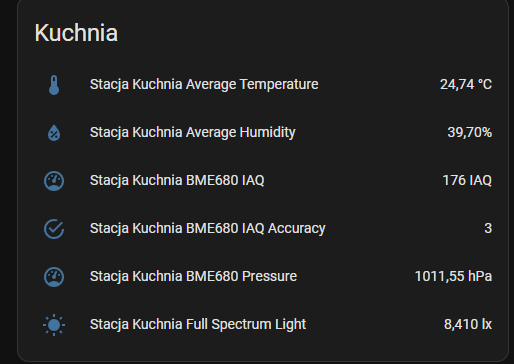 Kuchnia
Stacja Kuchnia Average Temperature 24,74 °C
Stacja Kuchnia Average Humidity 39,70%
Stacja Kuchnia BME680 IAQ 176 IAQ
Stacja Kuchnia BME680 IAQ Accuracy 3
Stacja Kuchnia BME680 Pressure 1011,55 hPa
Stacja Kuchnia Full Spectrum Light 8,410 lx